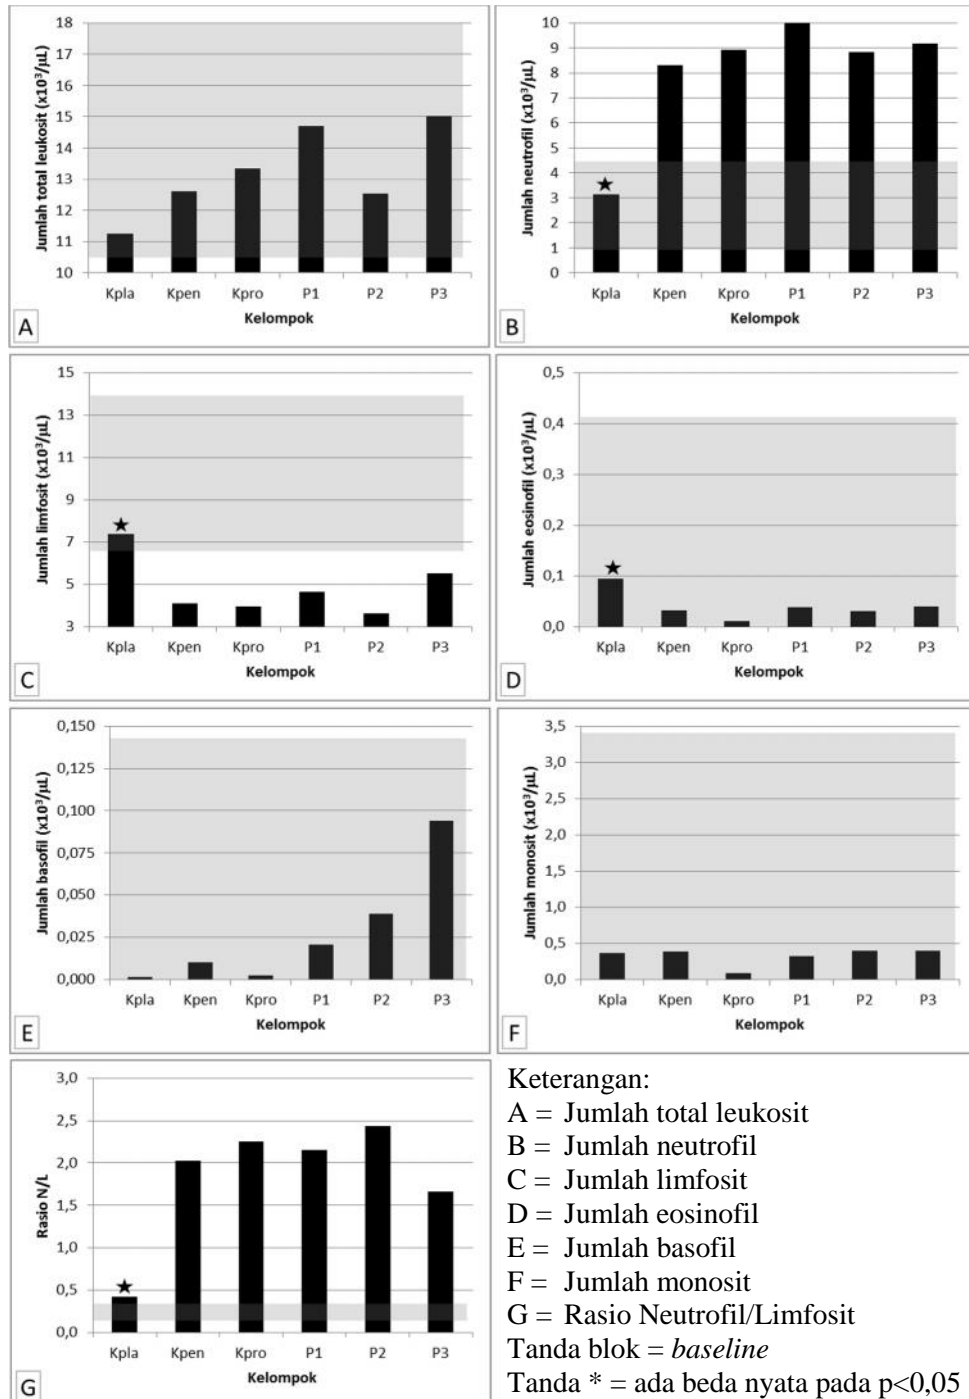 Jumlah total leukosit (x10³/µL)
18
17
16
15
14
13
12
11
10
Kpla Kpen Kpro P1 P2 P3
Kelompok
A
Jumlah neutrofil (x10³/µL)
10
9
8
7
6
5
4
3
2
1
0
★
Kpla Kpen Kpro P1 P2 P3
Kelompok
B
Jumlah limfosit (x10³/µL)
15
13
11
9
7
5
3
★
Kpla Kpen Kpro P1 P2 P3
Kelompok
C
Jumlah eosinofil (x10³/µL)
0,5
0,4
0,3
0,2
0,1
0,0
★
Kpla Kpen Kpro P1 P2 P3
Kelompok
D
Jumlah basofil (x10³/µL)
0,150
0,125
0,100
0,075
0,050
0,025
0,000
Kpla Kpen Kpro P1 P2 P3
Kelompok
E
Jumlah monosit (x10³/µL)
3,5
3,0
2,5
2,0
1,5
1,0
0,5
0,0
Kpla Kpen Kpro P1 P2 P3
Kelompok
F
Rasio N/L
3,0
2,5
2,0
1,5
1,0
0,5
0,0
★
Kpla Kpen Kpro P1 P2 P3
Kelompok
G
Keterangan:
A = Jumlah total leukosit
B = Jumlah neutrofil
C = Jumlah limfosit
D = Jumlah eosinofil
E = Jumlah basofil
F = Jumlah monosit
G = Rasio Neutrofil/Limfosit
Tanda blok = baseline
Tanda * = ada beda nyata pada p<0,05